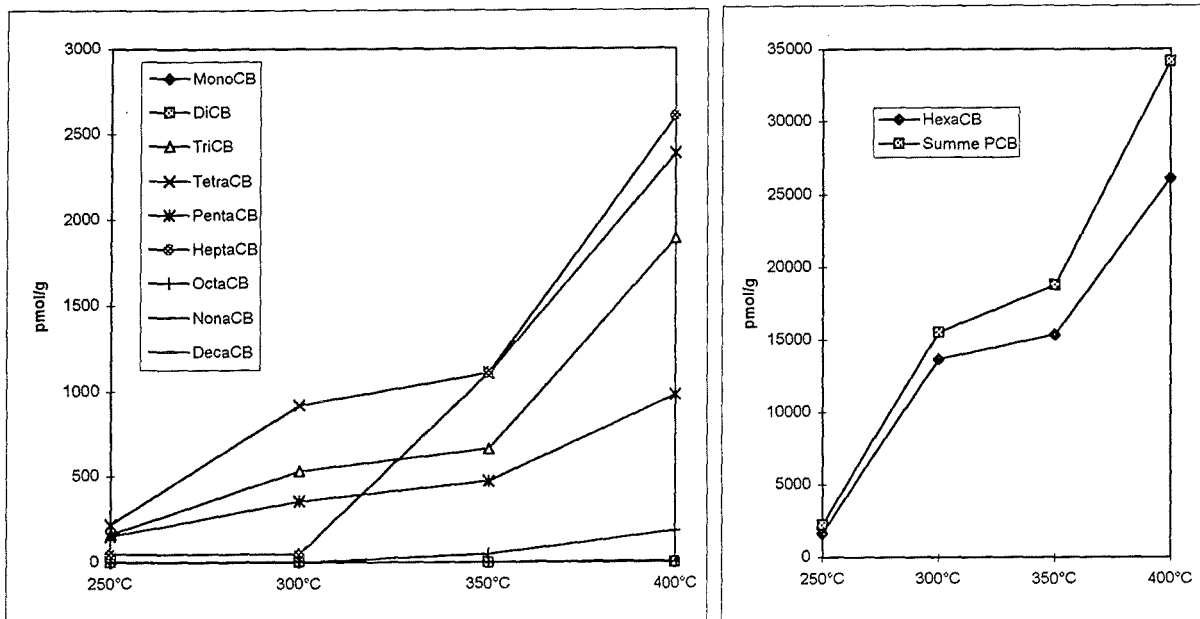 3000
2500
2000
1500
1000
500
0
pmol/g
MonoCB
DiCB
TriCB
TetraCB
PentaCB
HeptaCB
OctaCB
NonaCB
DecaCB
250°C
300°C
350°C
400°C
35000
30000
25000
20000
15000
10000
5000
0
pmol/g
HexaCB
Summe PCB
250°C
300°C
350°C
400°C